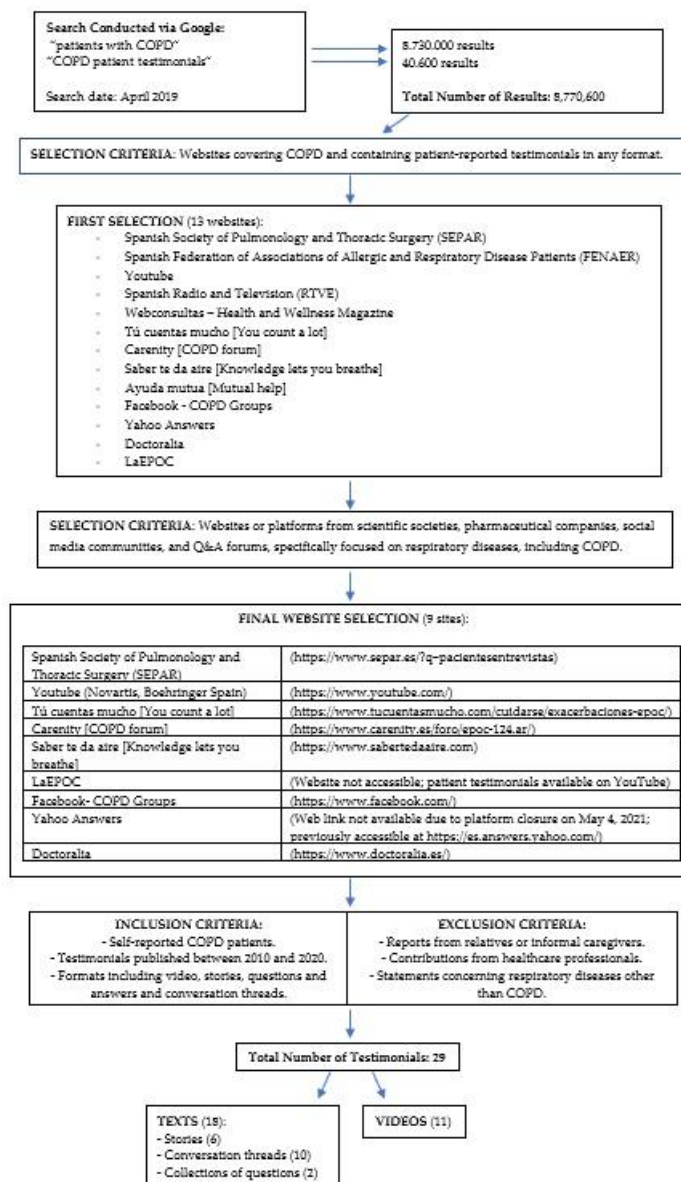 Search Conducted via Google:
"patients with COPD"
"COPD patient testimonials"
Search date: April 2019
8.730.000 results
40.600 results
Total Number of Results: 8,770,600
SELECTION CRITERIA: Websites covering COPD and containing patient-reported testimonials in any format.
FIRST SELECTION (13 websites):
- Spanish Society of Pulmonology and Thoracic Surgery (SEPAR)
- Spanish Federation of Associations of Allergic and Respiratory Disease Patients (FENAER)
- Youtube
- Spanish Radio and Television (RTVE)
- Webconsultas – Health and Wellness Magazine
- Tú cuentas mucho [You count a lot]
- Carenity [COPD forum]
- Saber te da aire [Knowledge lets you breathe]
- Ayuda mutua [Mutual help]
- Facebook - COPD Groups
- Yahoo Answers
- Doctoralia
- LaEPOC
SELECTION CRITERIA: Websites or platforms from scientific societies, pharmaceutical companies, social
media communities, and Q&A forums, specifically focused on respiratory diseases, including COPD.
FINAL WEBSITE SELECTION (9 sites):
Spanish Society of Pulmonology and
Thoracic Surgery (SEPAR)
(https://www.separ.es/?q=pacientesentrevistas)
Youtube (Novartis, Boehringer Spain)
(https://www.youtube.com/)
Tú cuentas mucho [You count a lot]
(https://www.tucuentasmucho.com/cuidarse/exacerbaciones-epoc/)
Carenity [COPD forum]
(https://www.carenity.es/foro/epoc-124.ar/)
Saber te da aire [Knowledge lets you
breathe]
(https://www.sabertedaaire.com)
LaEPOC
(Website not accessible; patient testimonials available on YouTube)
Facebook- COPD Groups
(https://www.facebook.com/)
Yahoo Answers
(Web link not available due to platform closure on May 4, 2021;
previously accessible at https://es.answers.yahoo.com/)
Doctoralia
(https://www.doctoralia.es/)
INCLUSION CRITERIA:
- Self-reported COPD patients.
- Testimonials published between 2010 and 2020.
- Formats including video, stories, questions and
answers and conversation threads.
EXCLUSION CRITERIA:
- Reports from relatives or informal caregivers.
- Contributions from healthcare professionals.
- Statements concerning respiratory diseases other
than COPD.
Total Number of Testimonials: 29
TEXTS (18):
- Stories (6)
- Conversation threads (10)
- Collections of questions (2)
VIDEOS (11)